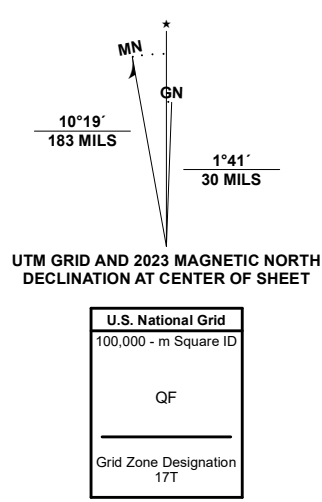 ★
MN
GN
10°19´
183 MILS
1°41´
30 MILS
UTM GRID AND 2023 MAGNETIC NORTH
DECLINATION AT CENTER OF SHEET
U.S. National Grid
100,000 - m Square ID
QF
Grid Zone Designation
17T